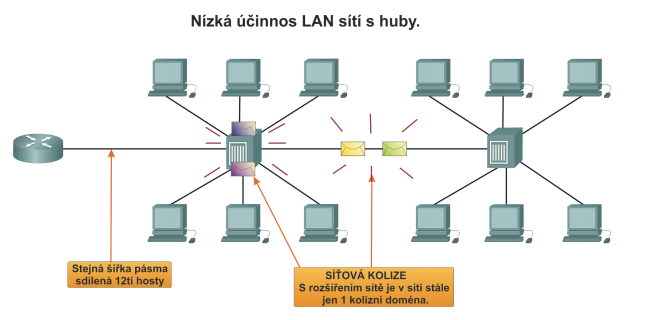 Nízká účinnos LAN sítí s huby.
Stejná šířka pásma
sdílená 12ti hosty
SÍŤOVÁ KOLIZE
S rozšířením sítě je v síti stále
jen 1 kolizní doména.